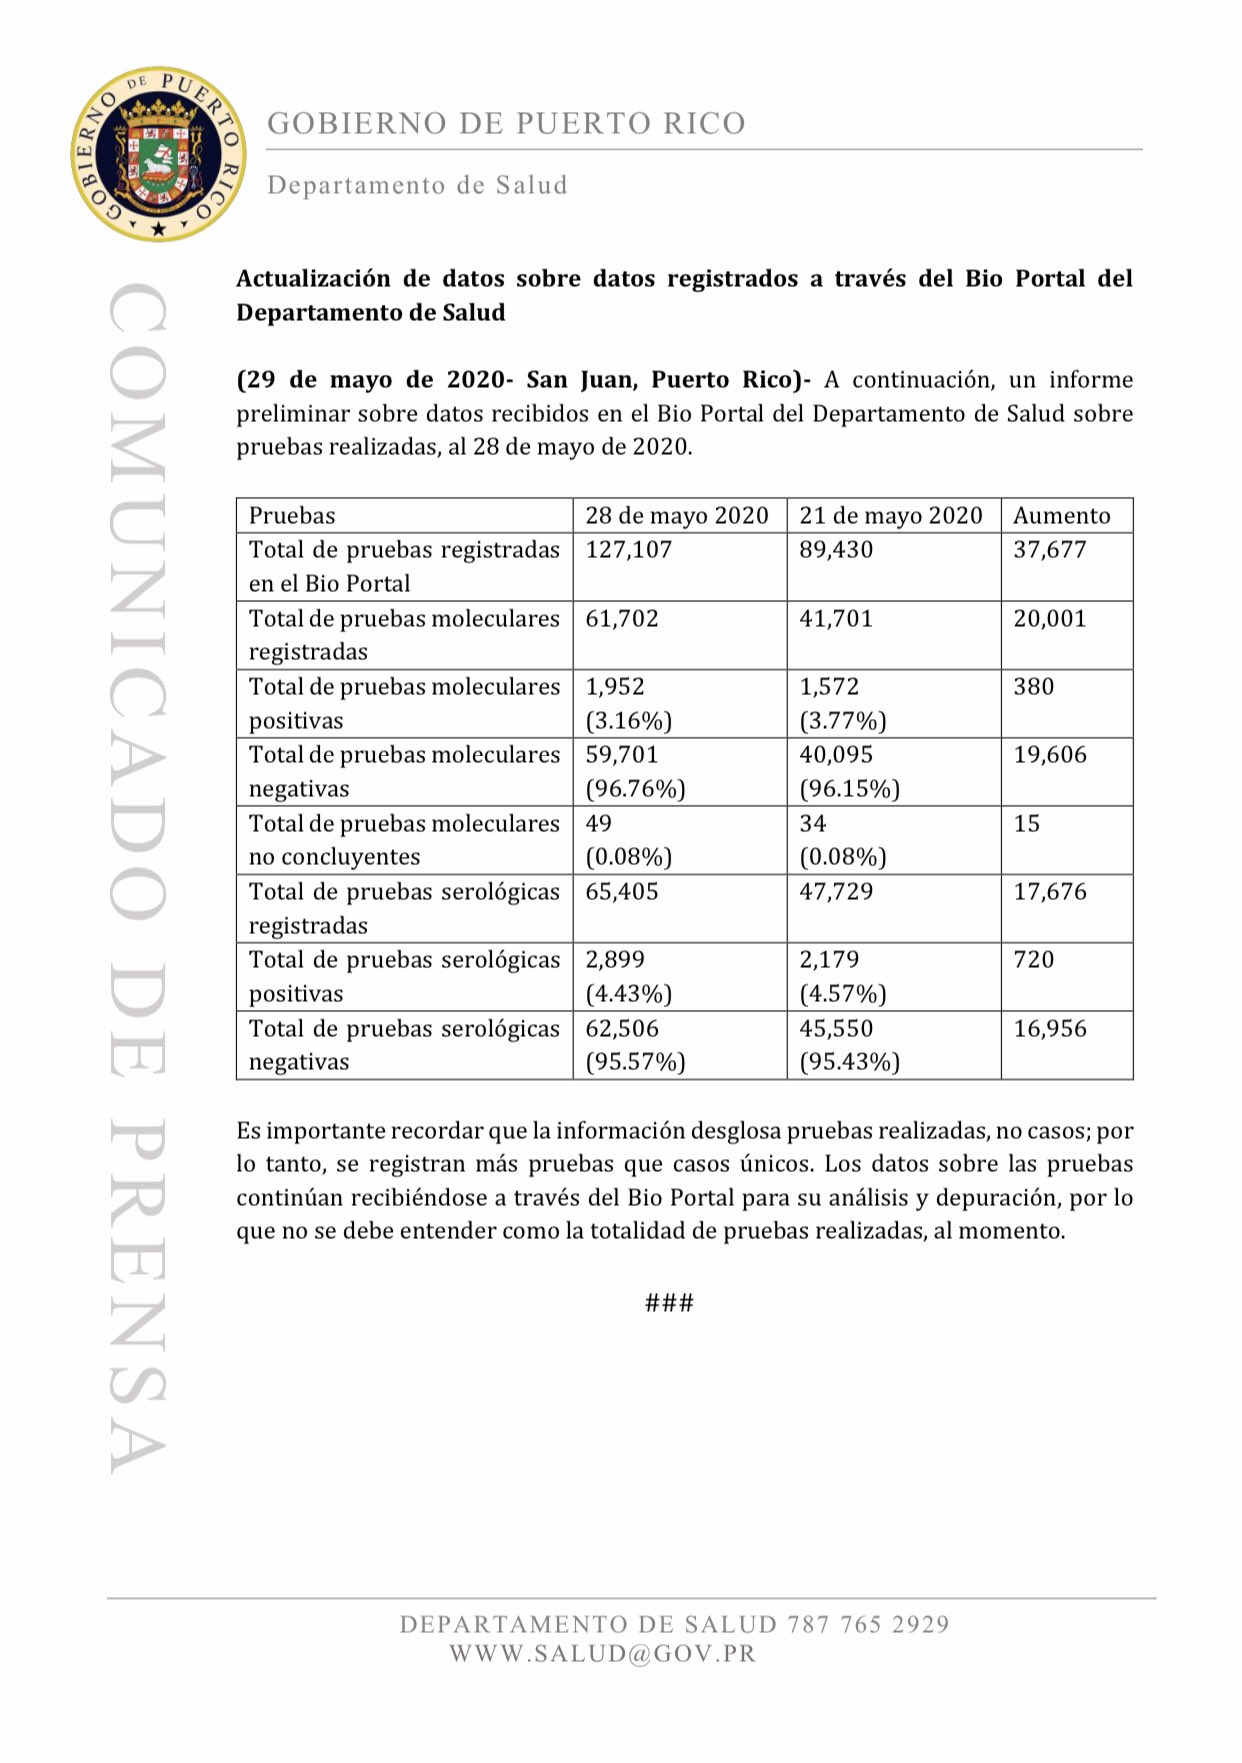 GOBIERNO DE PUERTO RICO
GOBIERNO DE PUERTO RICO
Departamento de Salud
COMUNICADO DE PRENSA
Actualización de datos sobre datos registrados a través del Bio Portal del
Departamento de Salud
(29 de mayo de 2020- San Juan, Puerto Rico)- A continuación, un informe
preliminar sobre datos recibidos en el Bio Portal del Departamento de Salud sobre
pruebas realizadas, al 28 de mayo de 2020.
Pruebas 28 de mayo 2020 21 de mayo 2020 Aumento
Total de pruebas registradas 127,107 89,430 37,677
en el Bio Portal
Total de pruebas moleculares 61,702 41,701 20,001
registradas
Total de pruebas moleculares 1,952 1,572 380
positivas (3.16%) (3.77%)
Total de pruebas moleculares 59,701 40,095 19,606
negativas (96.76%) (96.15%)
Total de pruebas moleculares 49 34 15
no concluyentes (0.08%) (0.08%)
Total de pruebas serológicas 65,405 47,729 17,676
registradas
Total de pruebas serológicas 2,899 2,179 720
positivas (4.43%) (4.57%)
Total de pruebas serológicas 62,506 45,550 16,956
negativas (95.57%) (95.43%)
Es importante recordar que la información desglosa pruebas realizadas, no casos; por
lo tanto, se registran más pruebas que casos únicos. Los datos sobre las pruebas
continúan recibiéndose a través del Bio Portal para su análisis y depuración, por lo
que no se debe entender como la totalidad de pruebas realizadas, al momento.
###
DEPARTAMENTO DE SALUD 787 765 2929
WWW.SALUD@GOV.PR